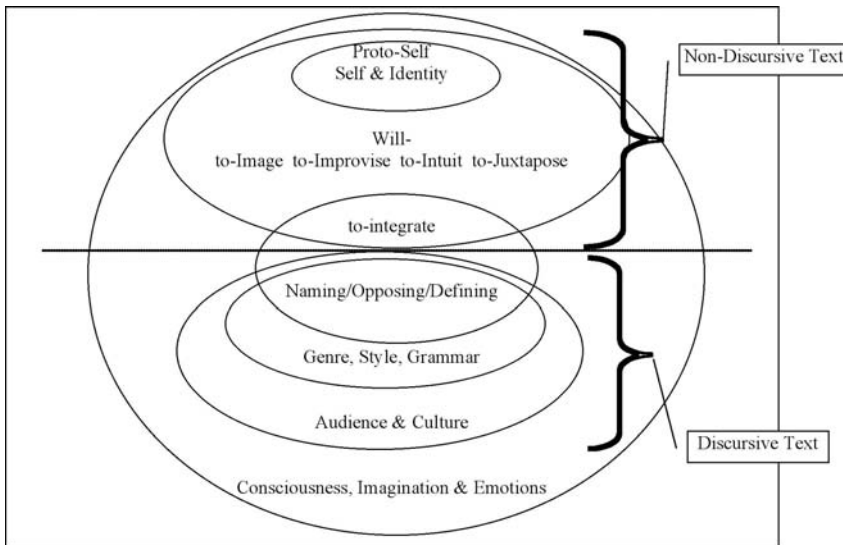 Proto-Self
Self & Identity
Non-Discursive Text
Will-
to-Image to-Improvise to-Intuit to-Juxtapose
to-integrate
Naming/Opposing/Defining
Genre, Style, Grammar
Audience & Culture
Discursive Text
Consciousness, Imagination & Emotions